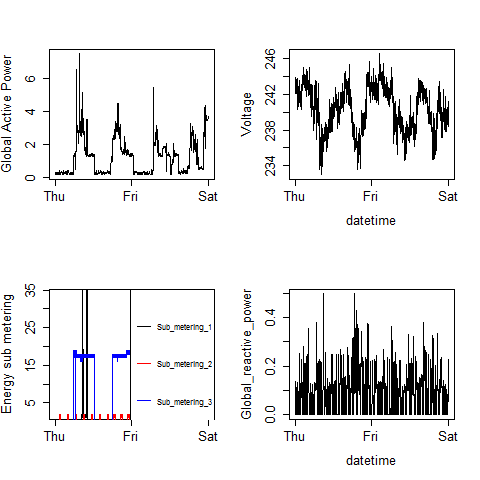 Global Active Power
0 2 4 6
Thu Fri Sat
Voltage
234 238 242 246
Thu Fri Sat
datetime
Energy sub metering
5 15 25 35
Sub_metering_1
Sub_metering_2
Sub_metering_3
Thu Fri Sat
Global_reactive_power
0.0 0.2 0.4
Thu Fri Sat
datetime